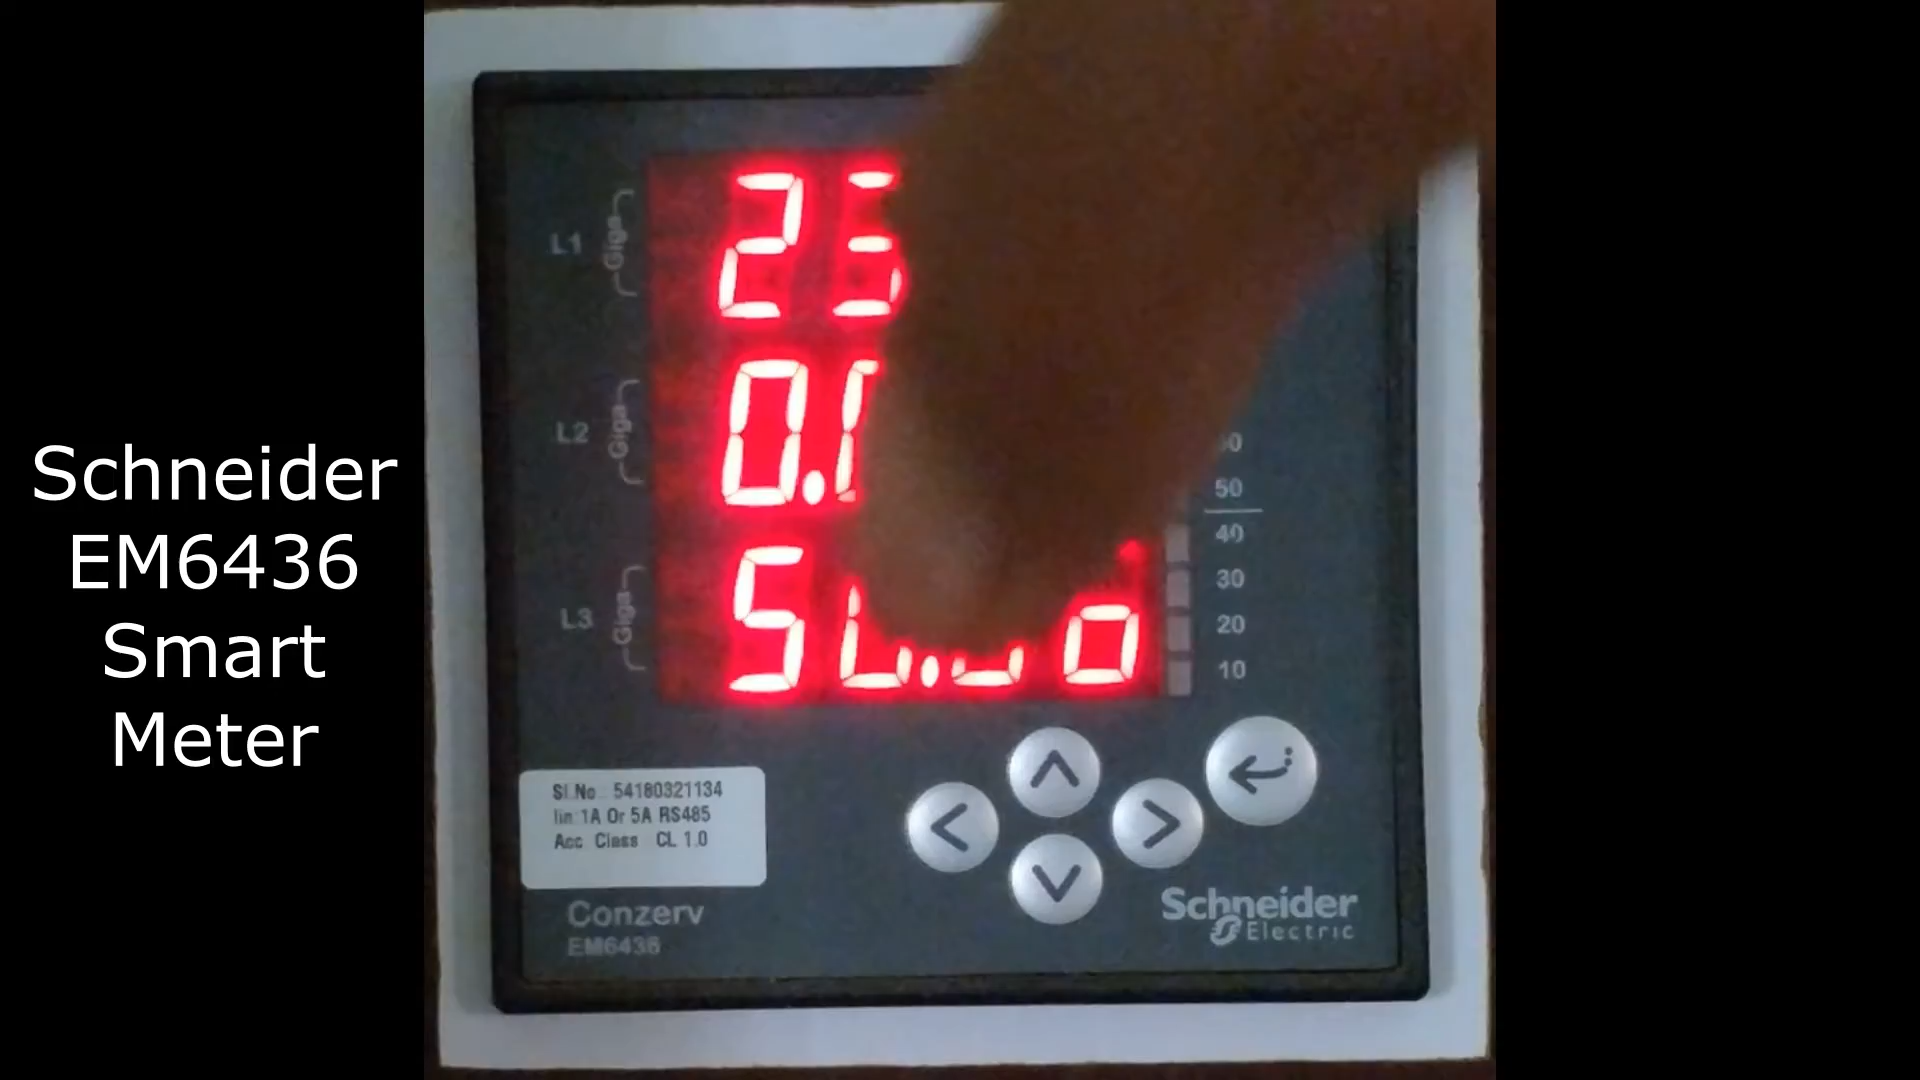 Schneider
EM6436
Smart
Meter
L1
Giga
L2
Giga
L3
Giga
50
40
30
20
10
Sl.No 54180321134
Iin:1A Or 5A RS485
Acc Class CL 1.0
Conzerv
EM6436
Schneider
Electric